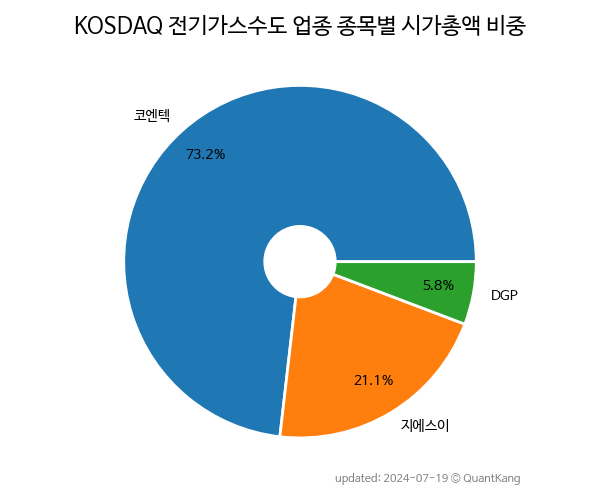 KOSDAQ 전기가스수도 업종 종목별 시가총액 비중
코엔텍
73.2%
5.8%
DGP
21.1%
지에스이
updated: 2024-07-19 © QuantKang